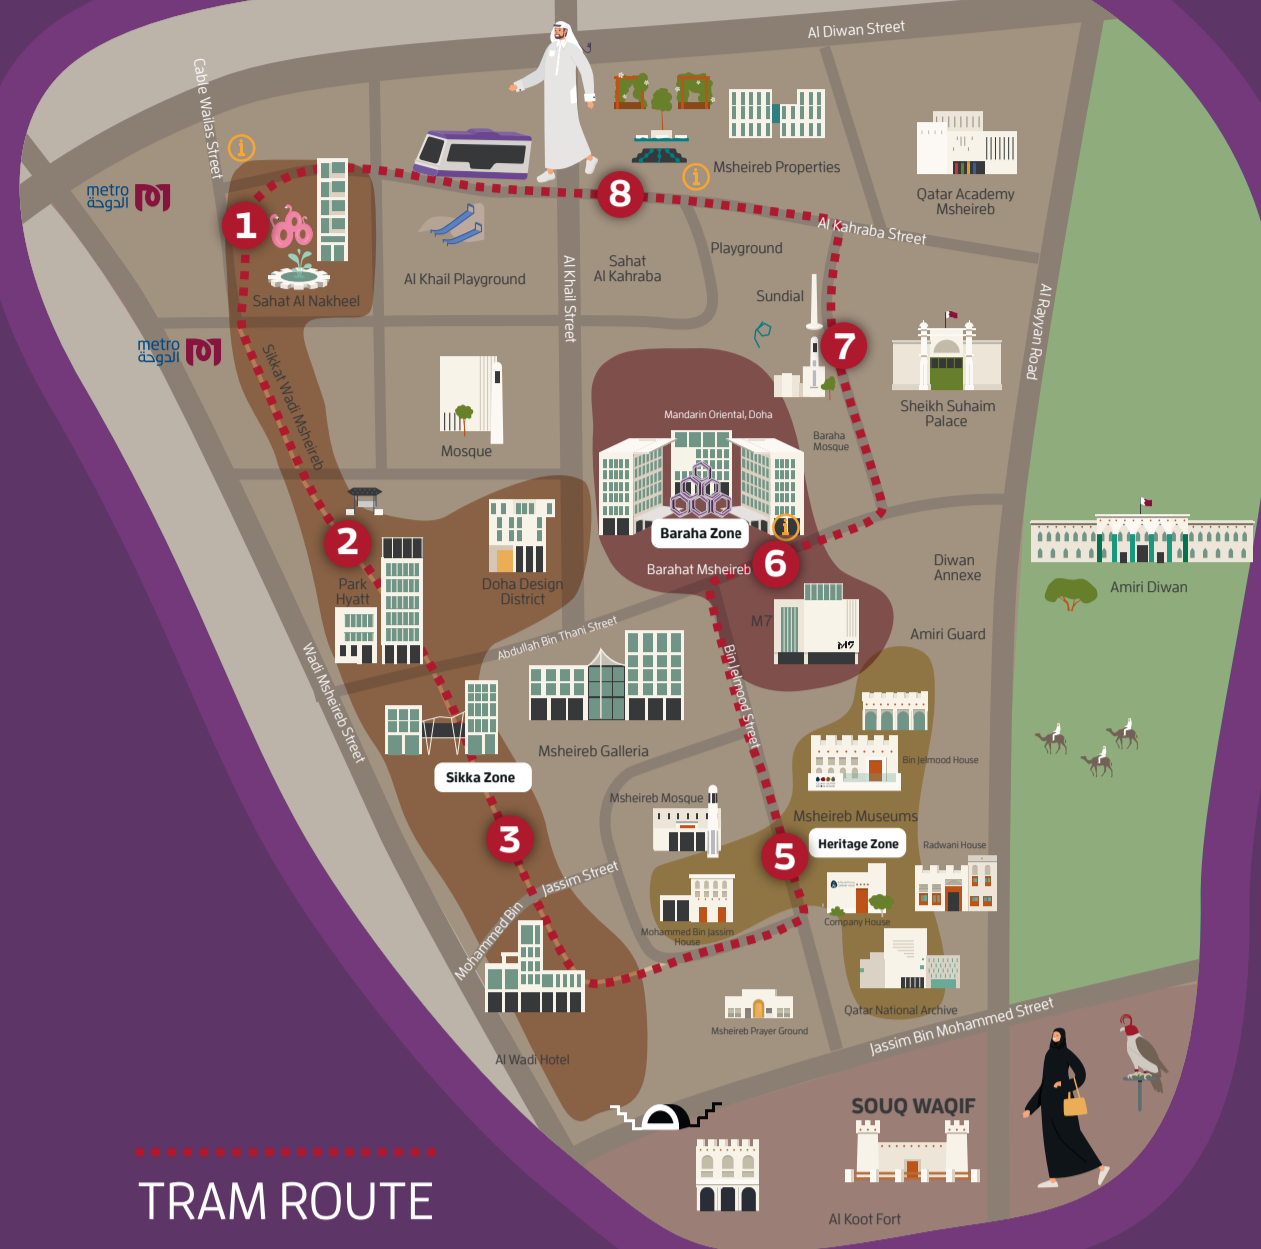 Al Diwan Street
Cable Wailas Street
i
metro
الدوحة
1
Sahat Al Nakheel
8
i
Msheireb Properties
Qatar Academy
Msheireb
Al Kahraba Street
Al Khail Playground
Al Khail Street
Sahat
Al Kahraba
Playground
Sundial
Al Rayyan Road
metro
الدوحة
7
Sikkat Wadi Msheireb
Sheikh Suhaim
Palace
Mosque
Mandarin Oriental, Doha
Baraha
Mosque
2
Park
Hyatt
Doha Design
District
Baraha Zone
i
6
Barahat Msheireb
Diwan
Annexe
Amiri Diwan
M7
M7
Amiri Guard
Abdullah Bin Thani Street
Wadi Msheireb Street
Bin Jelmood Street
Msheireb Galleria
Bin Jelmood House
Sikka Zone
Msheireb Mosque
Msheireb Museums
3
5
Heritage Zone
Radwani House
Mohammed Bin
Jassim Street
Mohammed Bin Jassim
House
Company House
Qatar National Archive
Msheireb Prayer Ground
Jassim Bin Mohammed Street
Al Wadi Hotel
SOUQ WAQIF
Al Koot Fort
TRAM ROUTE